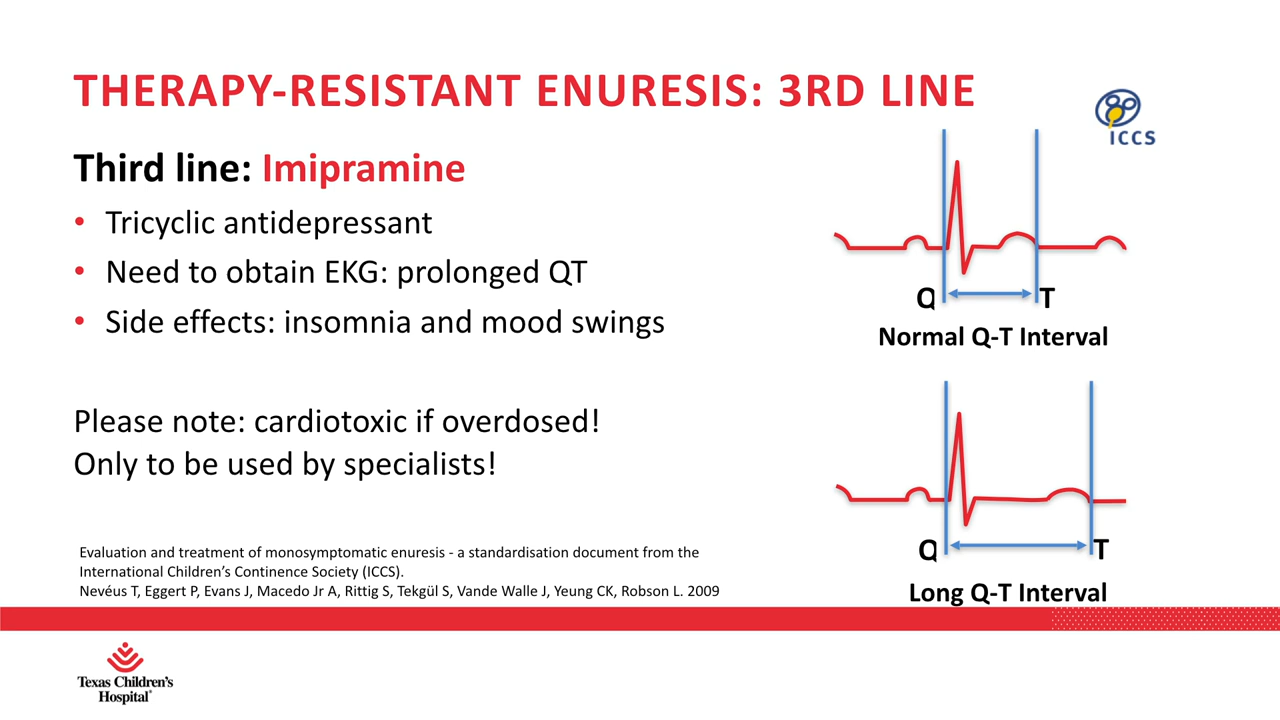 THERAPY-RESISTANT ENURESIS: 3RD LINE
ICCS
Third line: Imipramine
• Tricyclic antidepressant
• Need to obtain EKG: prolonged QT
• Side effects: insomnia and mood swings
Please note: cardiotoxic if overdosed!
Only to be used by specialists!
Q T
Normal Q-T Interval
Q T
Long Q-T Interval
Evaluation and treatment of monosymptomatic enuresis - a standardisation document from the
International Children’s Continence Society (ICCS).
Nevéus T, Eggert P, Evans J, Macedo Jr A, Rittig S, Tekgül S, Vande Walle J, Yeung CK, Robson L. 2009
Texas Children's
Hospital®